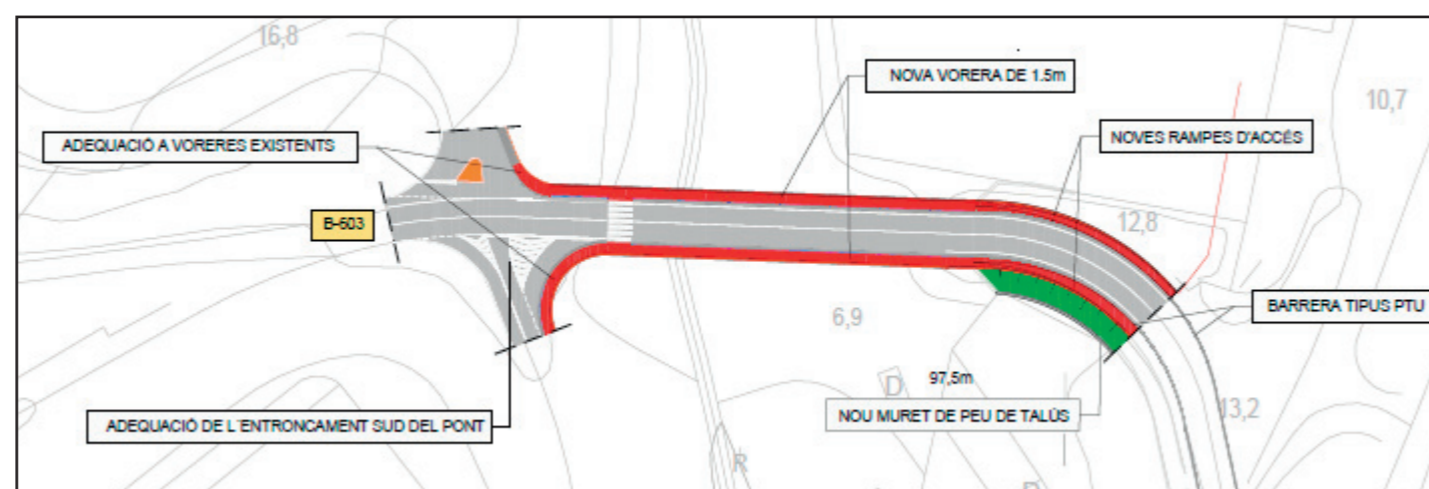 16,8
NOVA VORERA DE 1.5m
10,7
ADEQUACIÓ A VORERES EXISTENTS
NOVES RAMPES D'ACCÉS
B-603
12,8
BARRERA TIPUS PTU
6,9
97,5m
D
NOU MURET DE PEU DE TALÚS
13,2
ADEQUACIÓ DE L´ENTRONCAMENT SUD DEL PONT
R